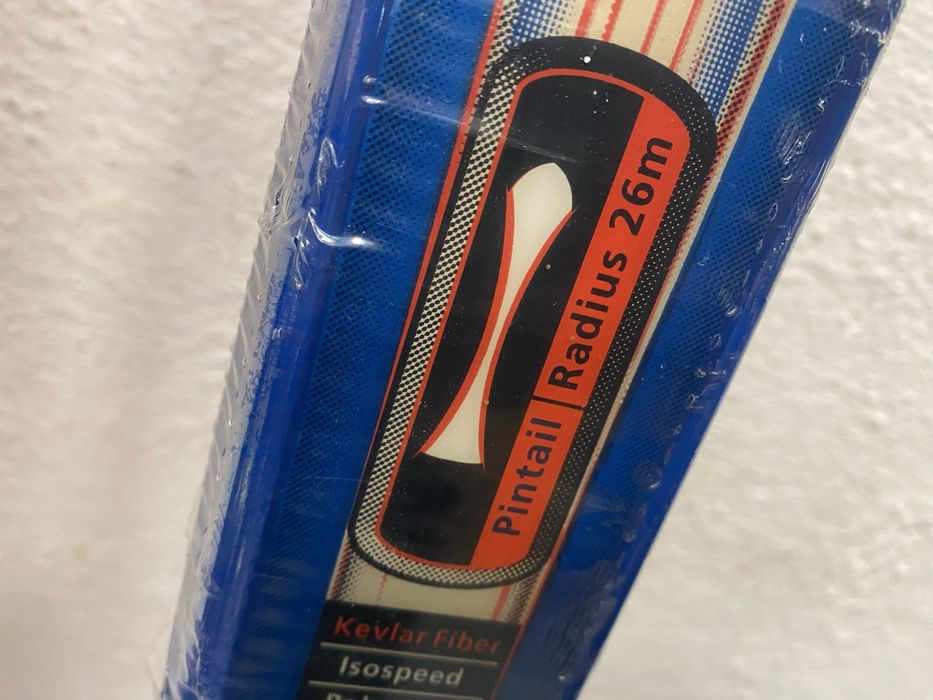 Pintail | Radius 26m
Kevlar Fiber
Isospeed